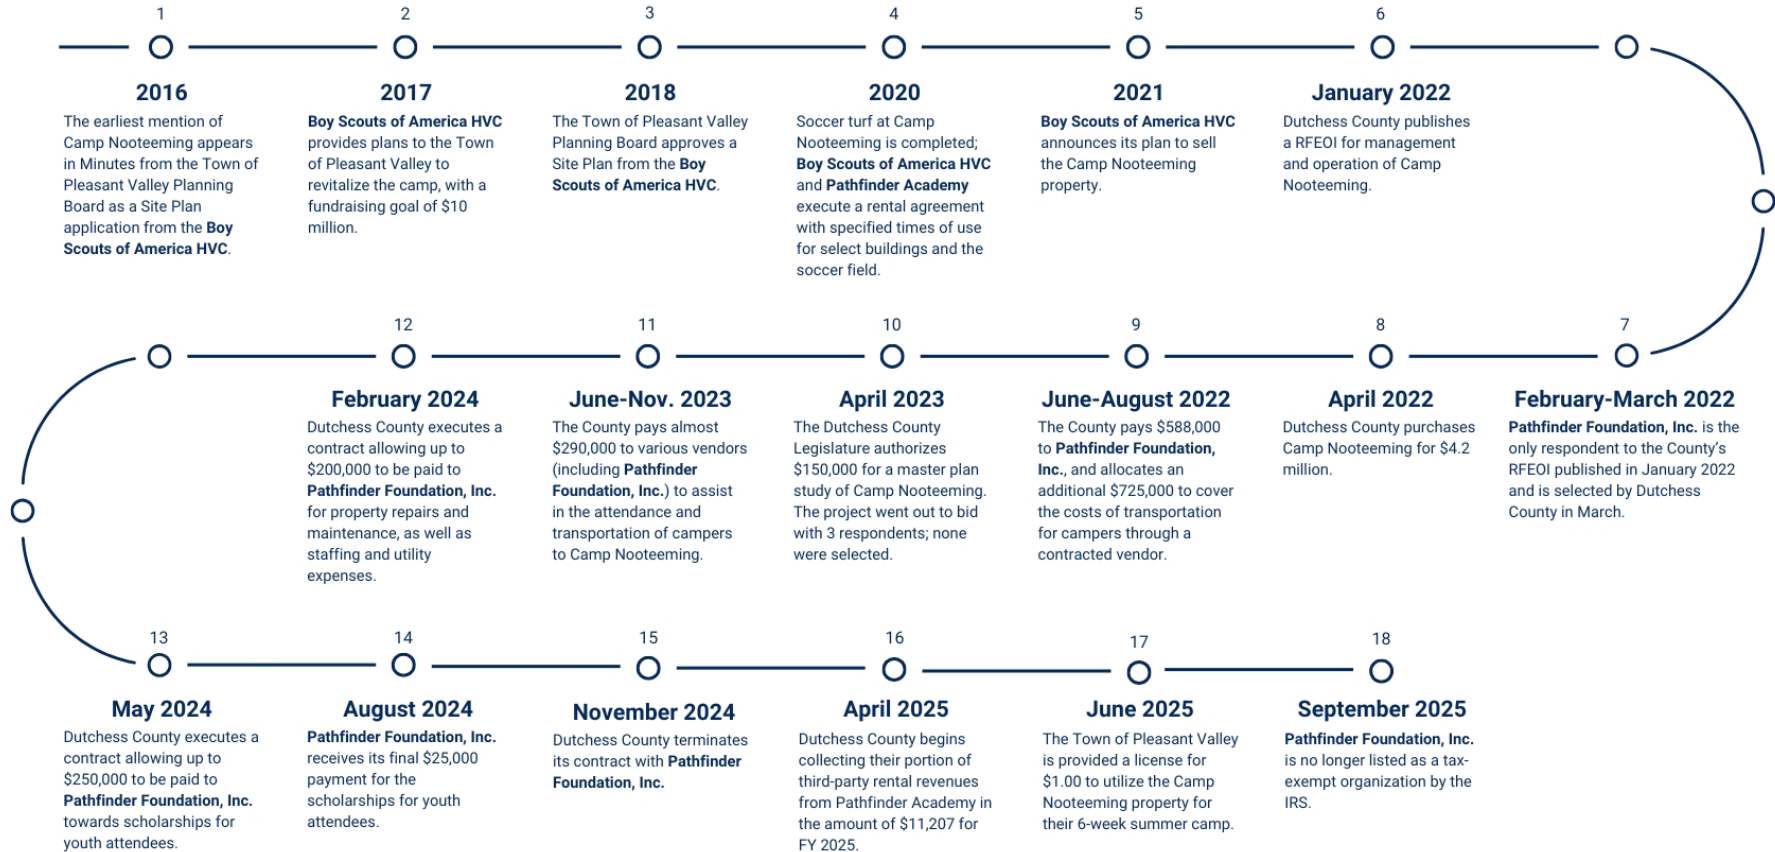 1
2016
The earliest mention of
Camp Nooteeming appears
in Minutes from the Town of
Pleasant Valley Planning
Board as a Site Plan
application from the Boy
Scouts of America HVC.
2
2017
Boy Scouts of America HVC
provides plans to the Town
of Pleasant Valley to
revitalize the camp, with a
fundraising goal of $10
million.
3
2018
The Town of Pleasant Valley
Planning Board approves a
Site Plan from the Boy
Scouts of America HVC.
4
2020
Soccer turf at Camp
Nooteeming is completed;
Boy Scouts of America HVC
and Pathfinder Academy
execute a rental agreement
with specified times of use
for select buildings and the
soccer field.
5
2021
Boy Scouts of America HVC
announces its plan to sell
the Camp Nooteeming
property.
6
January 2022
Dutchess County publishes
a RFEOI for management
and operation of Camp
Nooteeming.
7
February-March 2022
Pathfinder Foundation, Inc. is the
only respondent to the County's
RFEOI published in January 2022
and is selected by Dutchess
County in March.
8
April 2022
Dutchess County purchases
Camp Nooteeming for $4.2
million.
9
June-August 2022
The County pays $588,000
to Pathfinder Foundation,
Inc., and allocates an
additional $725,000 to cover
the costs of transportation
for campers through a
contracted vendor.
10
April 2023
The Dutchess County
Legislature authorizes
$150,000 for a master plan
study of Camp Nooteeming.
The project went out to bid
with 3 respondents; none
were selected.
11
June-Nov. 2023
The County pays almost
$290,000 to various vendors
(including Pathfinder
Foundation, Inc.) to assist
in the attendance and
transportation of campers
to Camp Nooteeming.
12
February 2024
Dutchess County executes a
contract allowing up to
$200,000 to be paid to
Pathfinder Foundation, Inc.
for property repairs and
maintenance, as well as
staffing and utility
expenses.
13
May 2024
Dutchess County executes a
contract allowing up to
$250,000 to be paid to
Pathfinder Foundation, Inc.
towards scholarships for
youth attendees.
14
August 2024
Pathfinder Foundation, Inc.
receives its final $25,000
payment for the
scholarships for youth
attendees.
15
November 2024
Dutchess County terminates
its contract with Pathfinder
Foundation, Inc.
16
April 2025
Dutchess County begins
collecting their portion of
third-party rental revenues
from Pathfinder Academy in
the amount of $11,207 for
FY 2025.
17
June 2025
The Town of Pleasant Valley
is provided a license for
$1.00 to utilize the Camp
Nooteeming property for
their 6-week summer camp.
18
September 2025
Pathfinder Foundation, Inc.
is no longer listed as a tax-
exempt organization by the
IRS.